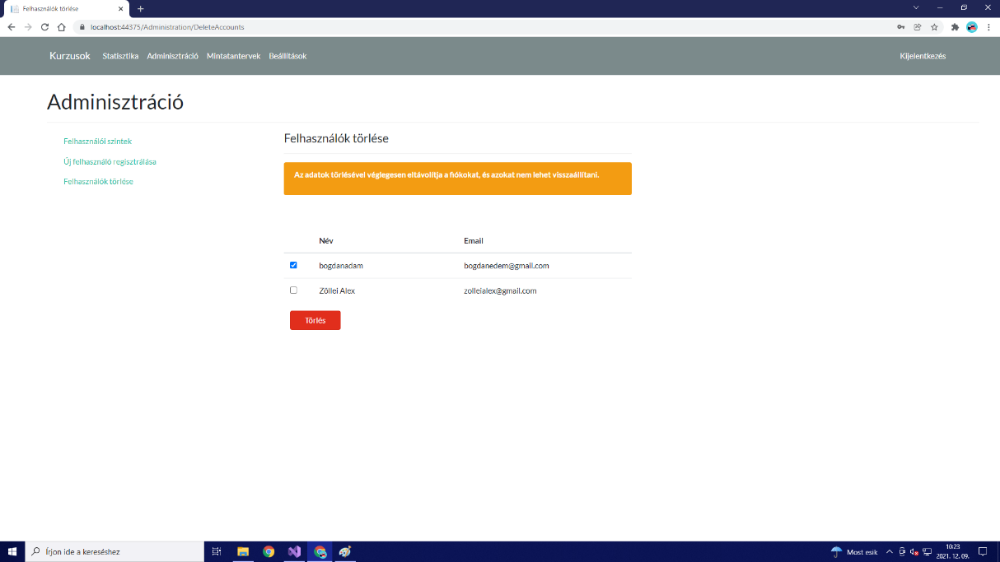 Felhasználók törlése
localhost:44375/Administration/DeleteAccounts
Kurzusok Statisztika Adminisztráció Mintatantervek Beállítások Kijelentkezés
Adminisztráció
Felhasználói szintek
Új felhasználó regisztrálása
Felhasználók törlése
Felhasználók törlése
Az adatok törlésével véglegesen eltávolítja a fiókokat, és azokat nem lehet visszaállítani.
Név Email
bogdanadam bogdanedem@gmail.com
Zöllei Alex zolleialex@gmail.com
Törlés
Írjon ide a kereséshez
Most esik
10:23
2021. 12. 09.